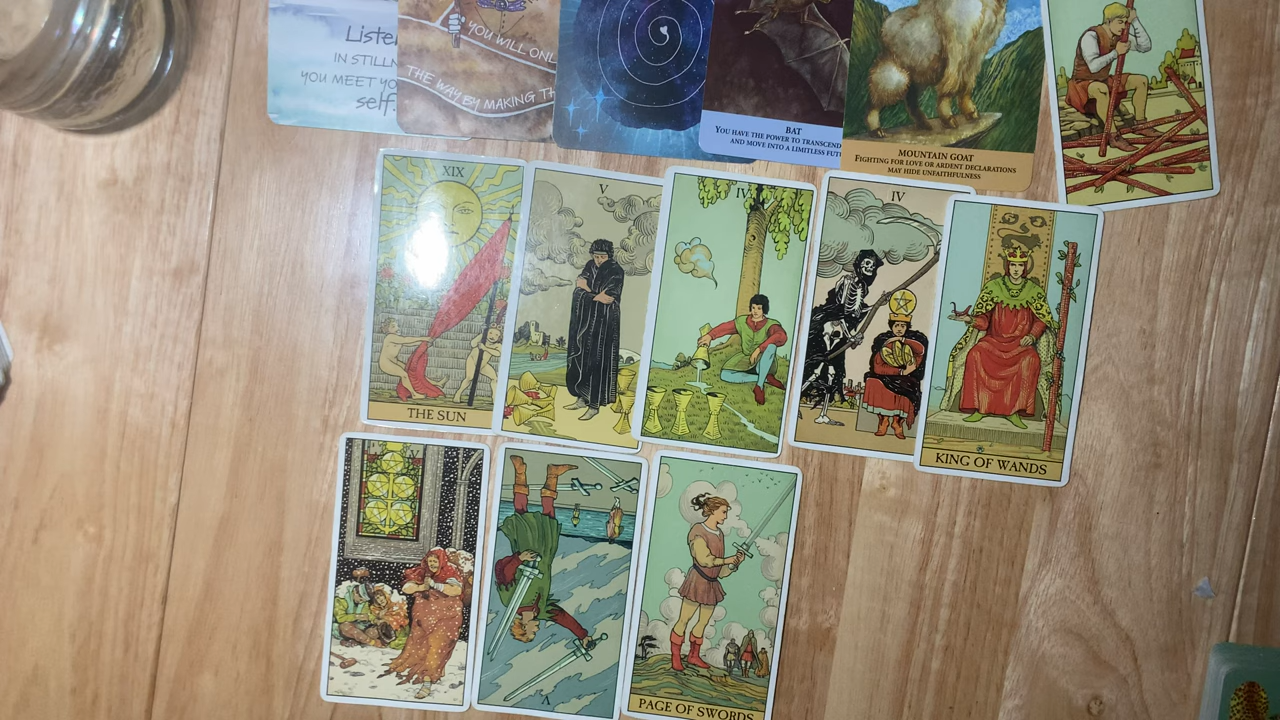 Listen
IN STILLN
YOU MEET YO
self.
YOU WILL ONL
THE WAY BY MAKING TH
BAT
YOU HAVE THE POWER TO TRANSCEND
AND MOVE INTO A LIMITLESS FUTU
MOUNTAIN GOAT
FIGHTING FOR LOVE OR ARDENT DECLARATIONS
MAY HIDE UNFAITHFULNESS
XIX
THE SUN
V
IV
IV
KING OF WANDS
V
V
PAGE OF SWORDS